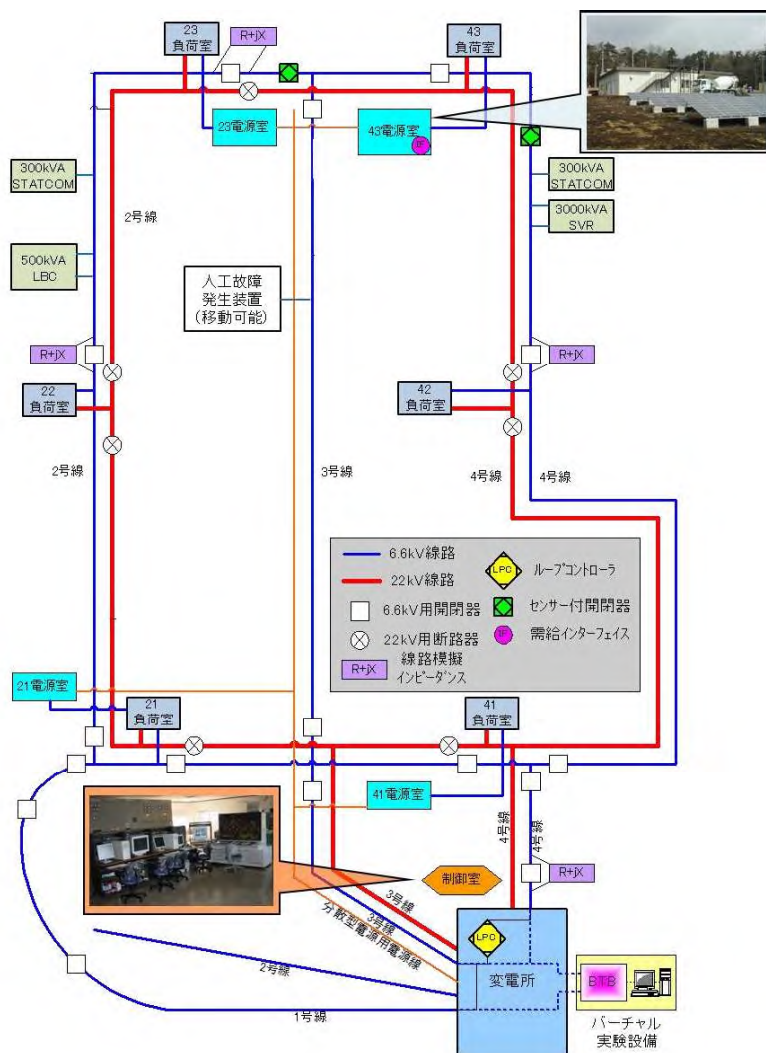 23
負荷室
R+jX
43
負荷室
23電源室
43電源室
IF
300kVA
STATCOM
300kVA
STATCOM
2号線
3000kVA
SVR
500kVA
LBC
人工故障
発生装置
(移動可能)
R+jX
R+jX
22
負荷室
42
負荷室
2号線
3号線
4号線
4号線
6.6kV線路
22kV線路
6.6kV用開閉器
22kV用断路器
R+jX
線路模擬
インピーダンス
LPC
ループコントローラ
センサー付開閉器
IF
需給インターフェイス
21電源室
21
負荷室
41
負荷室
41電源室
4号線
4号線
R+jX
制御室
3号線
3号線
分散型電源用電源線
2号線
1号線
LPC
変電所
BTB
バーチャル
実験設備